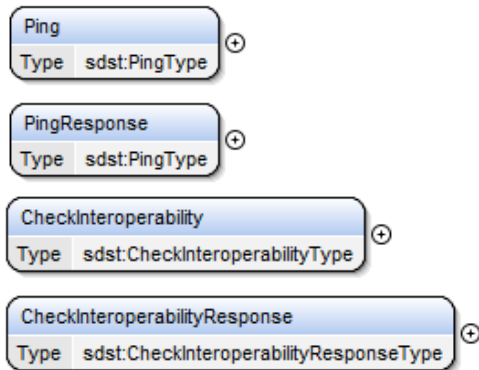 Ping
Type sdst:PingType
PingResponse
Type sdst:PingType
CheckInteroperability
Type sdst:CheckInteroperabilityType
CheckInteroperabilityResponse
Type sdst:CheckInteroperabilityResponseType